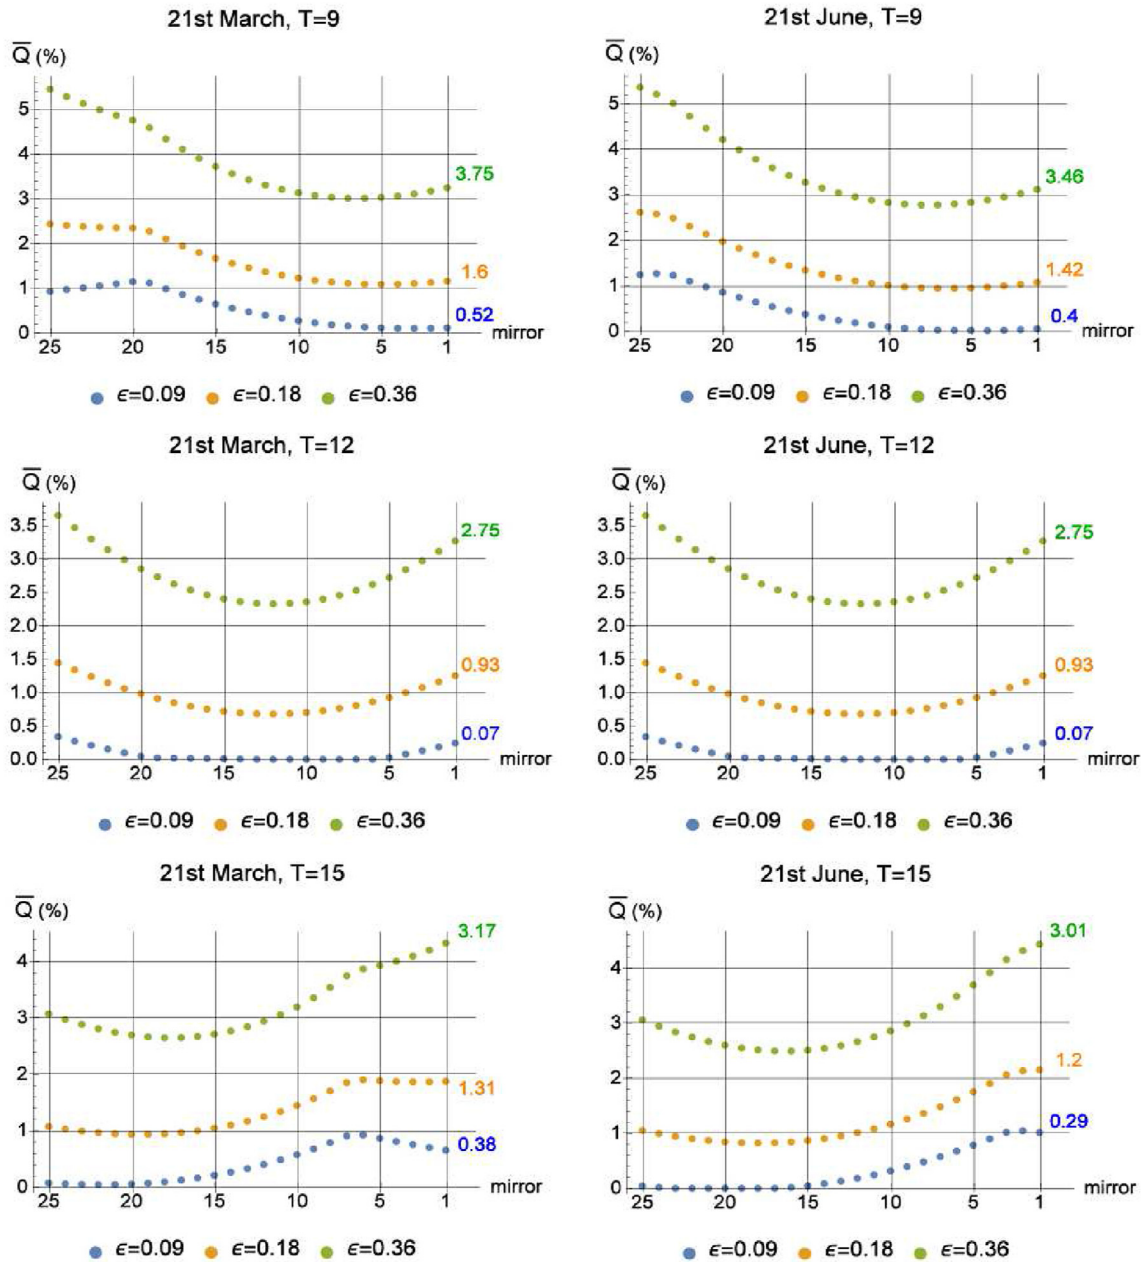 21st March, T=9
Q̅ (%)
5
4
3
2
1
0
25 20 15 10 5 1 mirror
3.75
1.6
0.52
ϵ=0.09 ϵ=0.18 ϵ=0.36
21st June, T=9
Q̅ (%)
5
4
3
2
1
0
25 20 15 10 5 1 mirror
3.46
1.42
0.4
ϵ=0.09 ϵ=0.18 ϵ=0.36
21st March, T=12
Q̅ (%)
3.5
3.0
2.5
2.0
1.5
1.0
0.5
0.0
25 20 15 10 5 1 mirror
2.75
0.93
0.07
ϵ=0.09 ϵ=0.18 ϵ=0.36
21st June, T=12
Q̅ (%)
3.5
3.0
2.5
2.0
1.5
1.0
0.5
0.0
25 20 15 10 5 1 mirror
2.75
0.93
0.07
ϵ=0.09 ϵ=0.18 ϵ=0.36
21st March, T=15
Q̅ (%)
4
3
2
1
0
25 20 15 10 5 1 mirror
3.17
1.31
0.38
ϵ=0.09 ϵ=0.18 ϵ=0.36
21st June, T=15
Q̅ (%)
4
3
2
1
0
25 20 15 10 5 1 mirror
3.01
1.2
0.29
ϵ=0.09 ϵ=0.18 ϵ=0.36